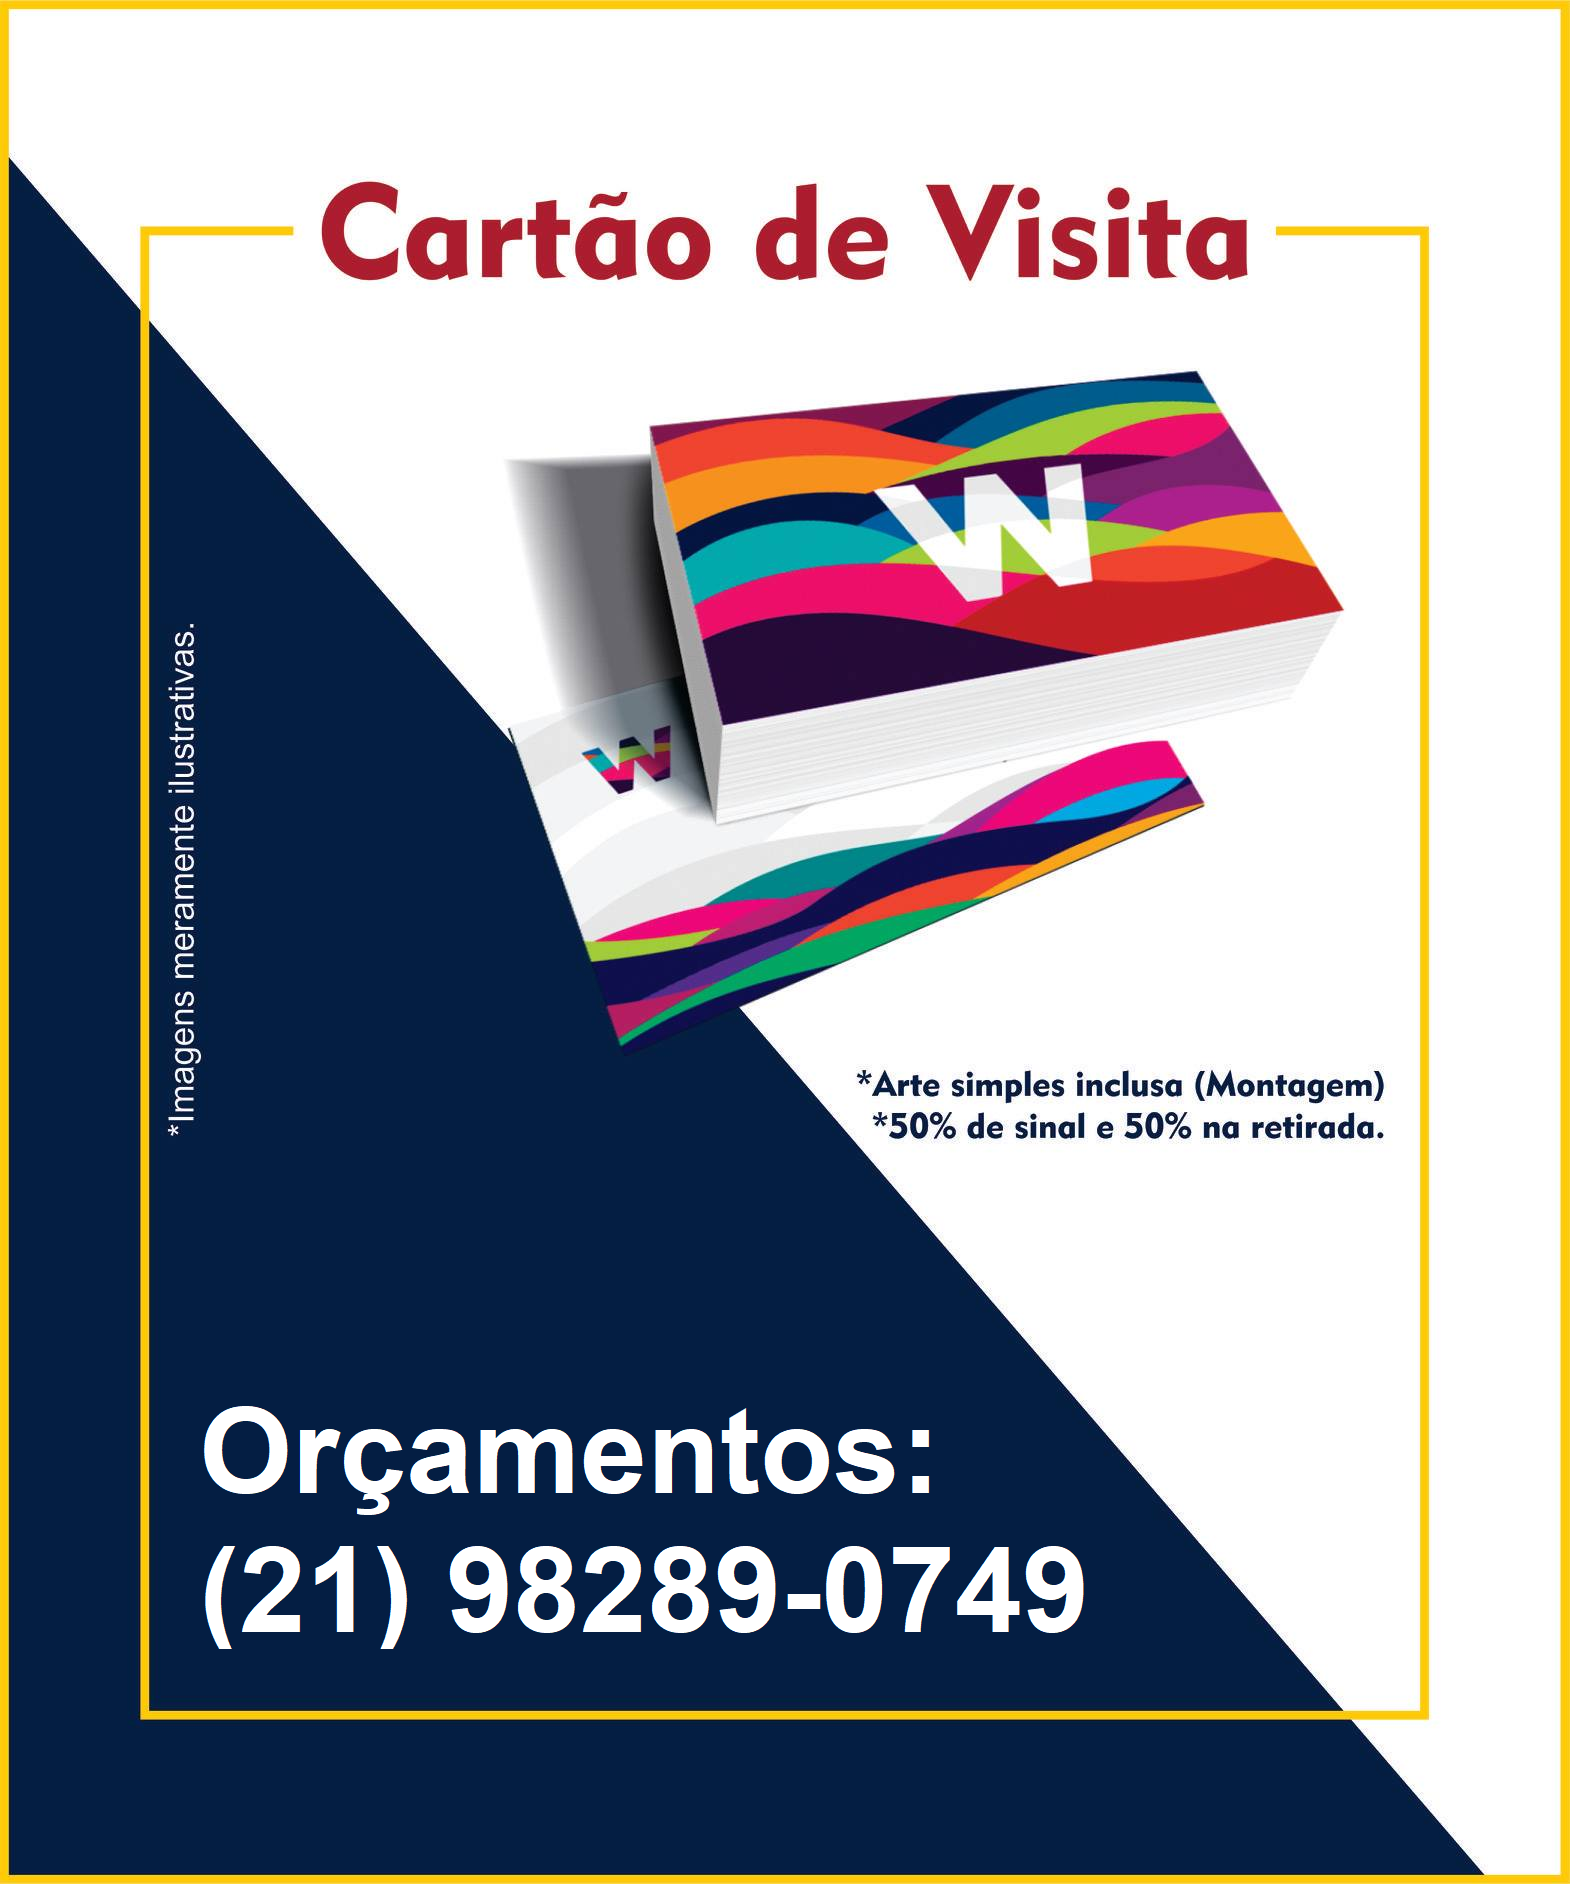 Cartão de Visita
W
W
*Imagens meramente ilustrativas.
*Arte simples inclusa (Montagem)
*50% de sinal e 50% na retirada.
Orçamentos:
(21) 98289-0749